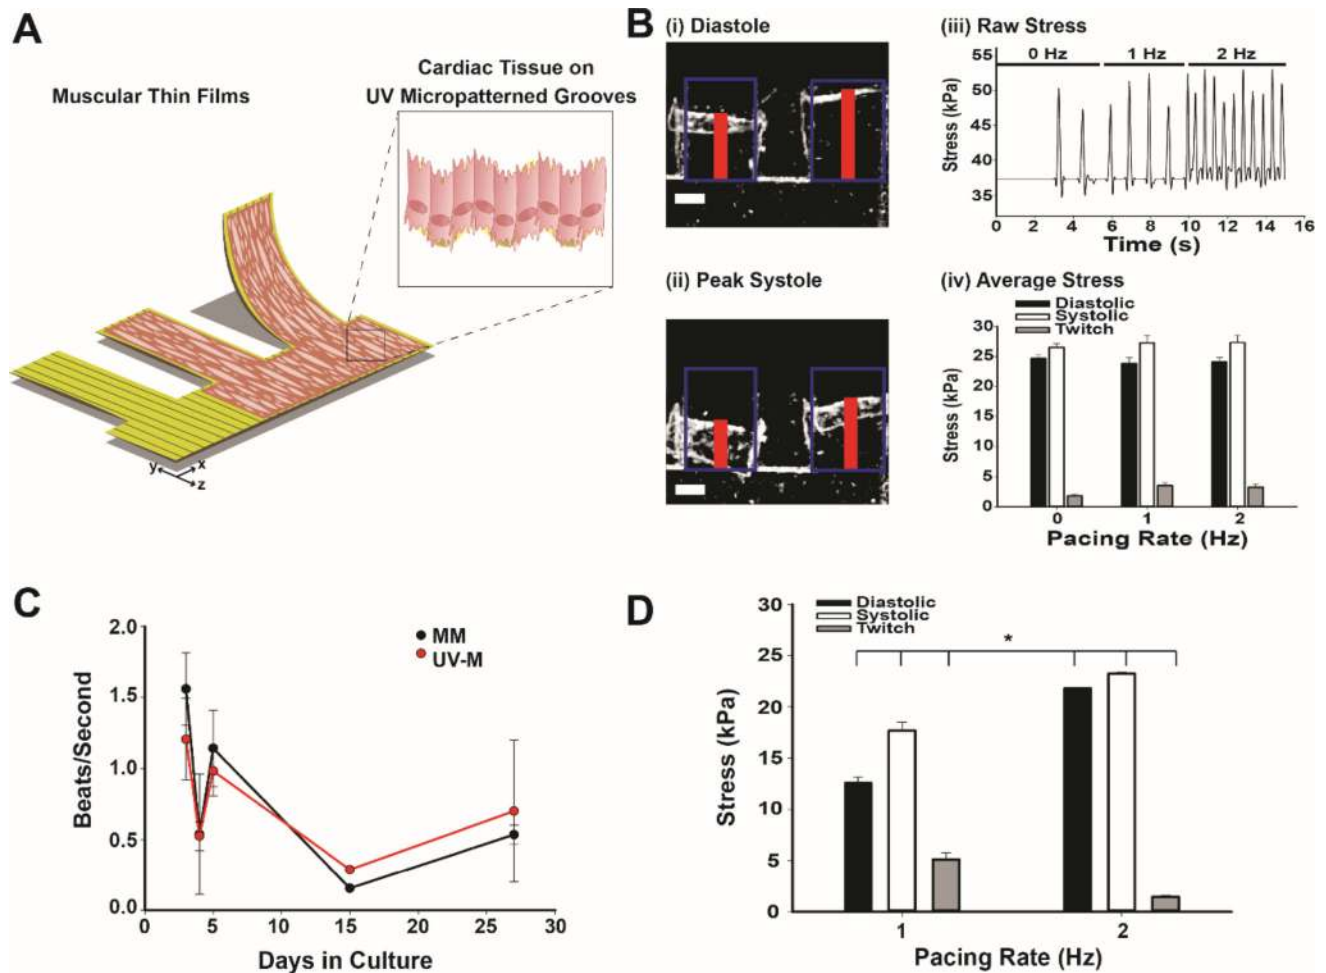 A
Muscular Thin Films
Cardiac Tissue on
UV Micropatterned Grooves
y
x
z
B
(i) Diastole
(ii) Peak Systole
(iii) Raw Stress
0 Hz
1 Hz
2 Hz
Stress (kPa)
55
50
45
40
35
0 2 4 6 8 10 12 14 16
Time (s)
(iv) Average Stress
Diastolic
Systolic
Twitch
Stress (kPa)
30
25
20
15
10
5
0
0 1 2
Pacing Rate (Hz)
C
MM
UV-M
Beats/Second
2.0
1.5
1.0
0.5
0.0
0 5 10 15 20 25 30
Days in Culture
D
Diastolic
Systolic
Twitch
*
Stress (kPa)
30
25
20
15
10
5
0
1 2
Pacing Rate (Hz)